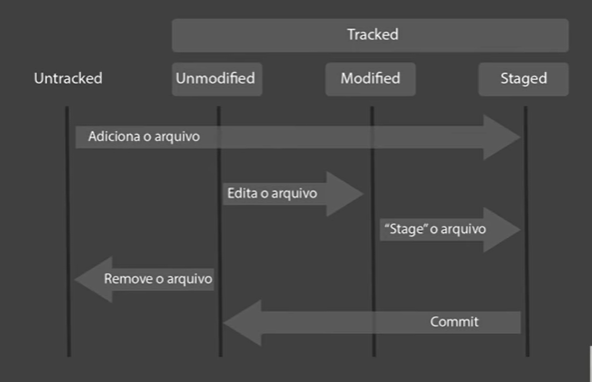 Tracked
Untracked
Unmodified
Modified
Staged
Adiciona o arquivo
Edita o arquivo
“Stage” o arquivo
Remove o arquivo
Commit